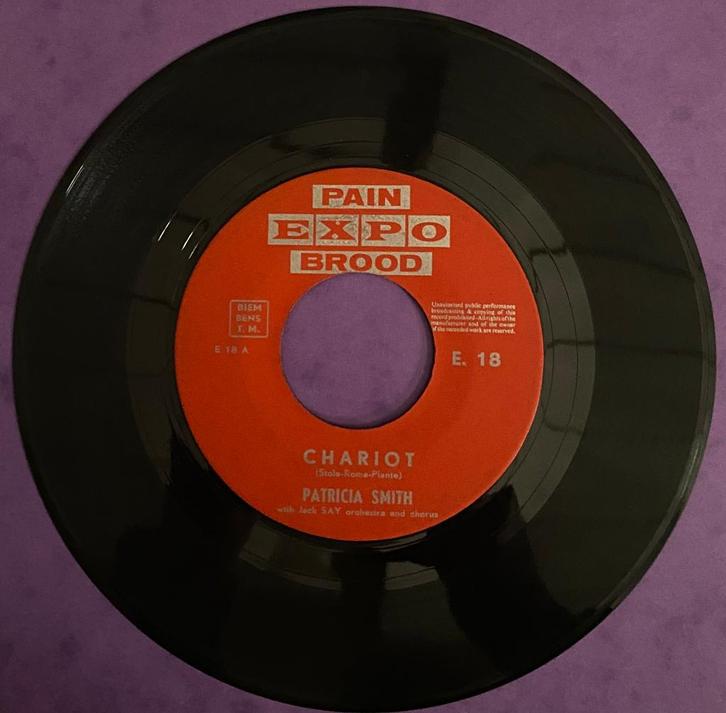 PAIN
EXPO
BROOD
BIEM
BENS
T. M.
Unautorised public performance
broadcasting & copying of this
record prohibited-All rights of the
manufacturer and of the owner
of the recorded work are reserved.
E 18 A
E. 18
CHARIOT
(Stole-Roma-Plante)
PATRICIA SMITH
with Jack SAY orchestra and chorus